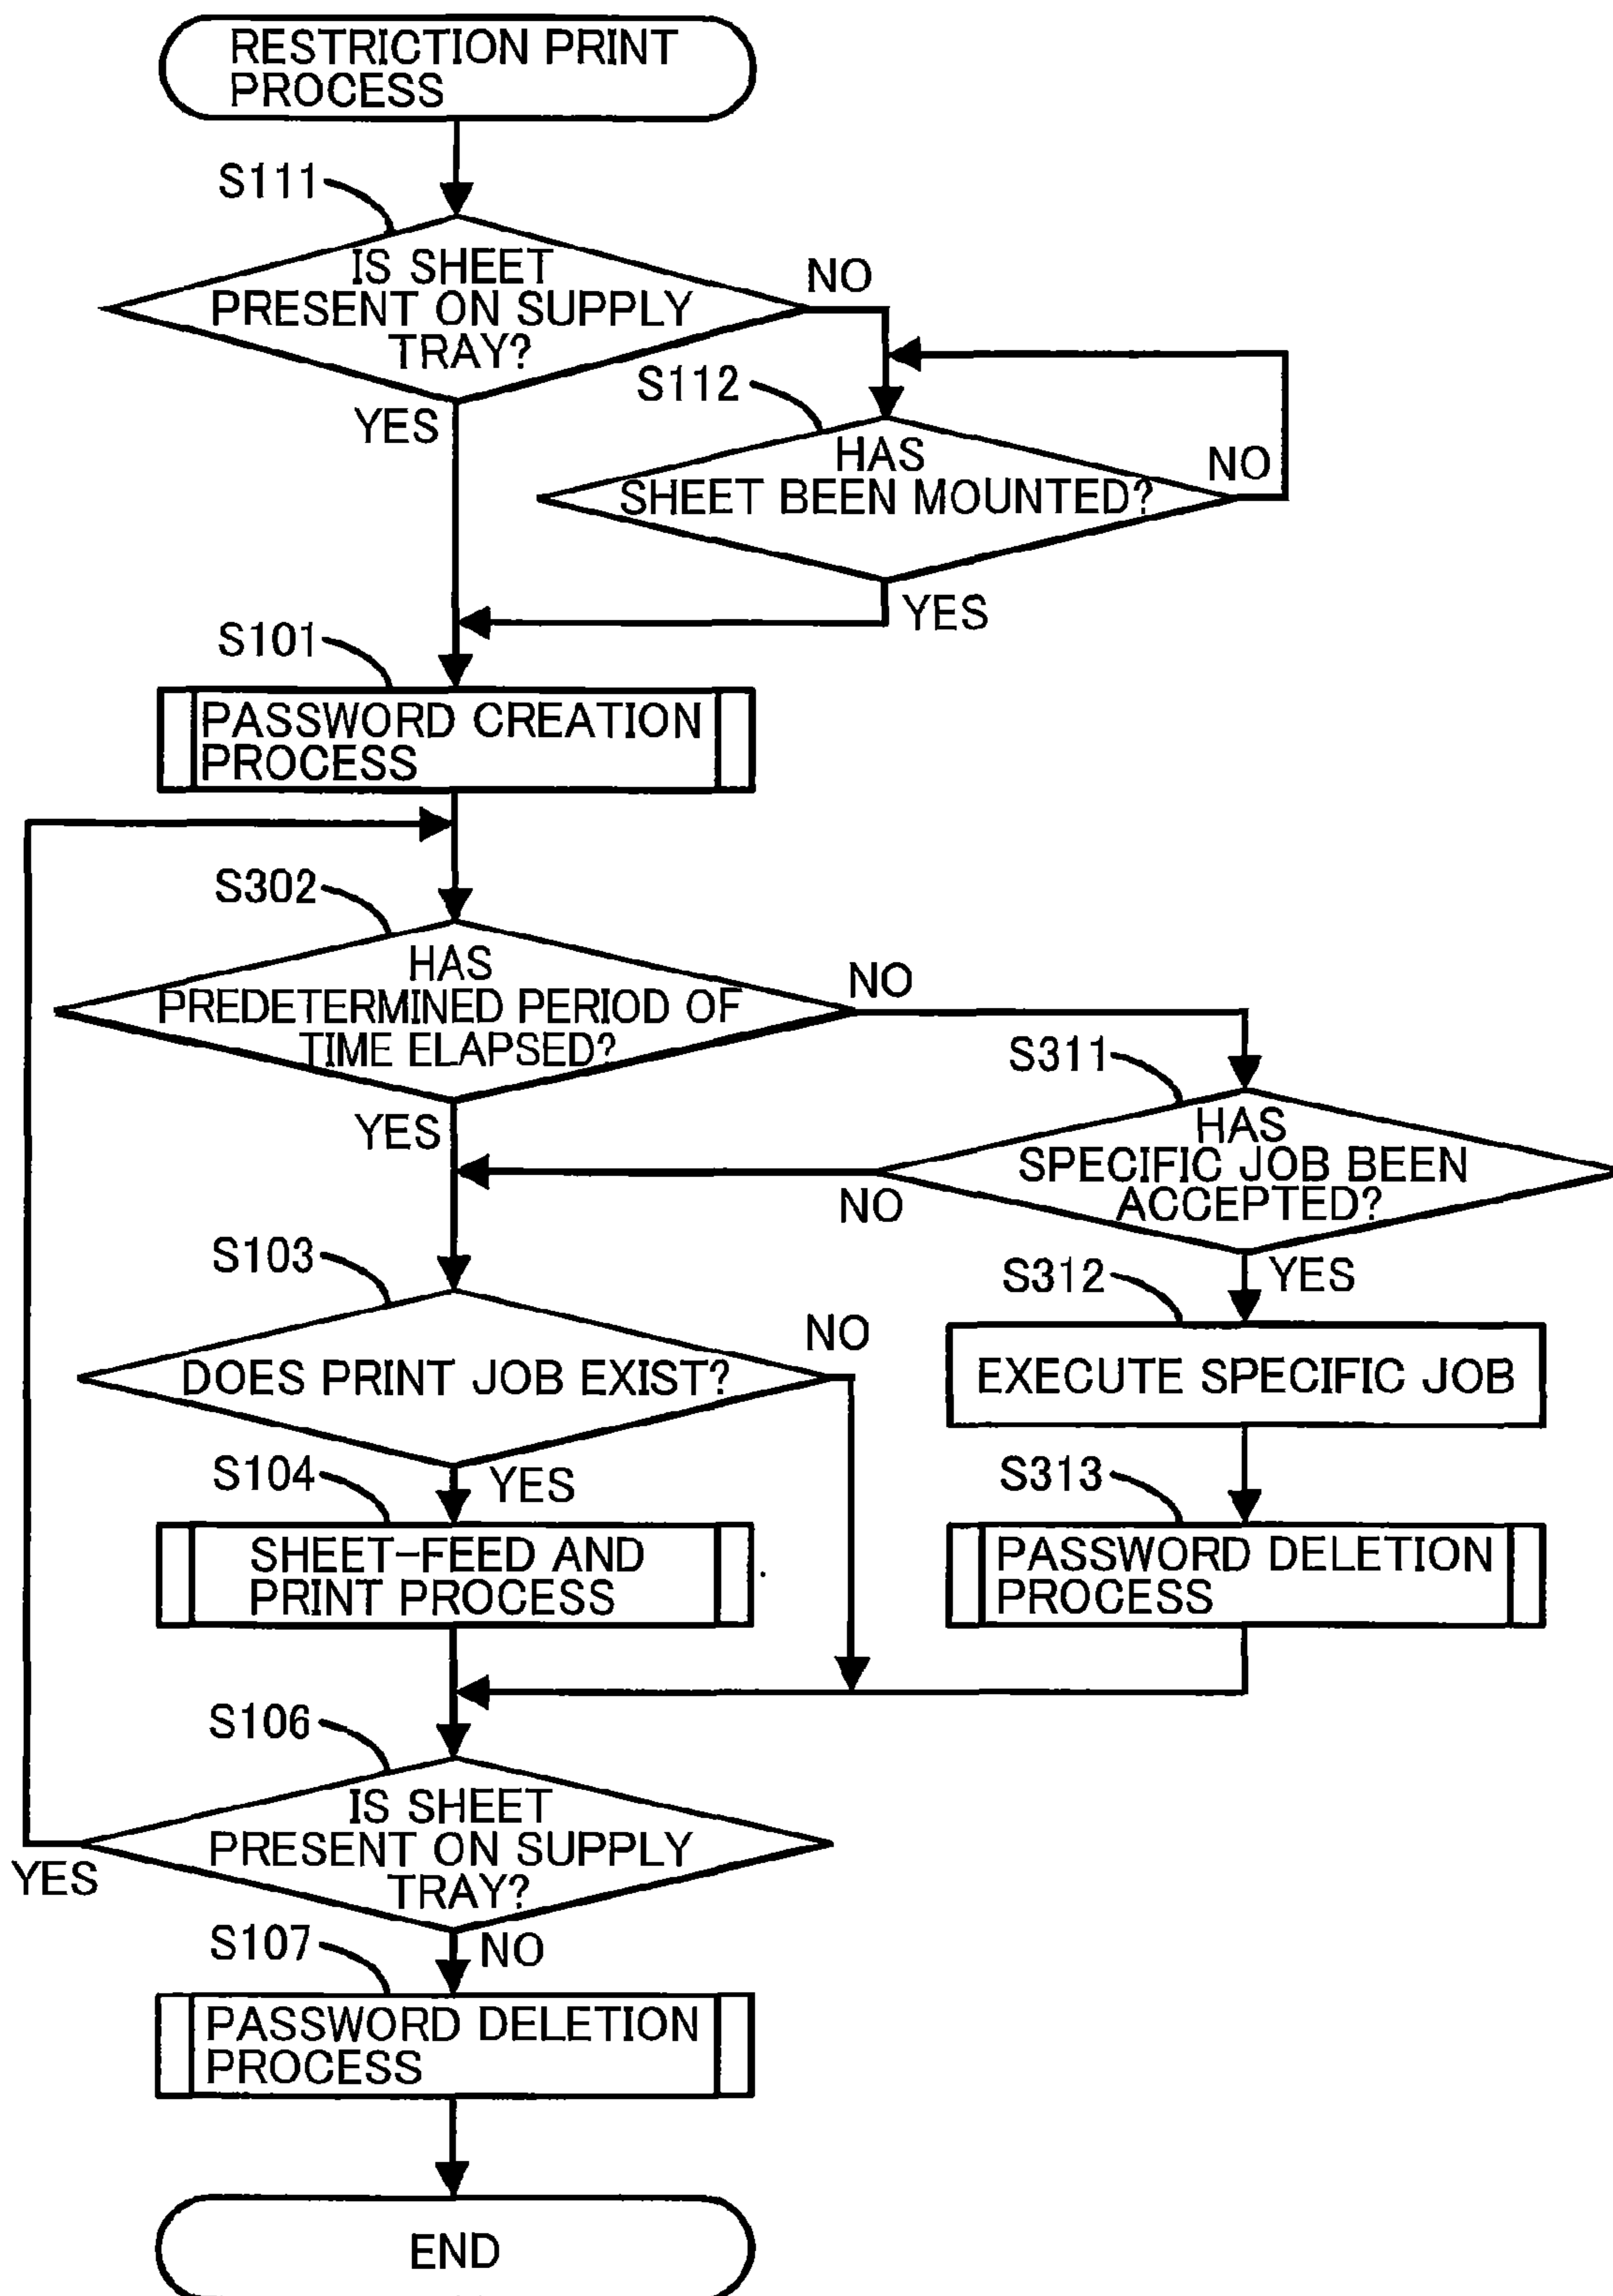 RESTRICTION PRINT
PROCESS
S111
IS SHEET
PRESENT ON SUPPLY
TRAY?
NO
YES
S112
HAS
SHEET BEEN MOUNTED?
NO
YES
S101
PASSWORD CREATION
PROCESS
S302
HAS
PREDETERMINED PERIOD OF
TIME ELAPSED?
NO
YES
S311
HAS
SPECIFIC JOB BEEN
ACCEPTED?
NO
YES
S103
DOES PRINT JOB EXIST?
NO
YES
S312
EXECUTE SPECIFIC JOB
S104
SHEET-FEED AND
PRINT PROCESS
S313
PASSWORD DELETION
PROCESS
S106
IS SHEET
PRESENT ON SUPPLY
TRAY?
YES
NO
S107
PASSWORD DELETION
PROCESS
END